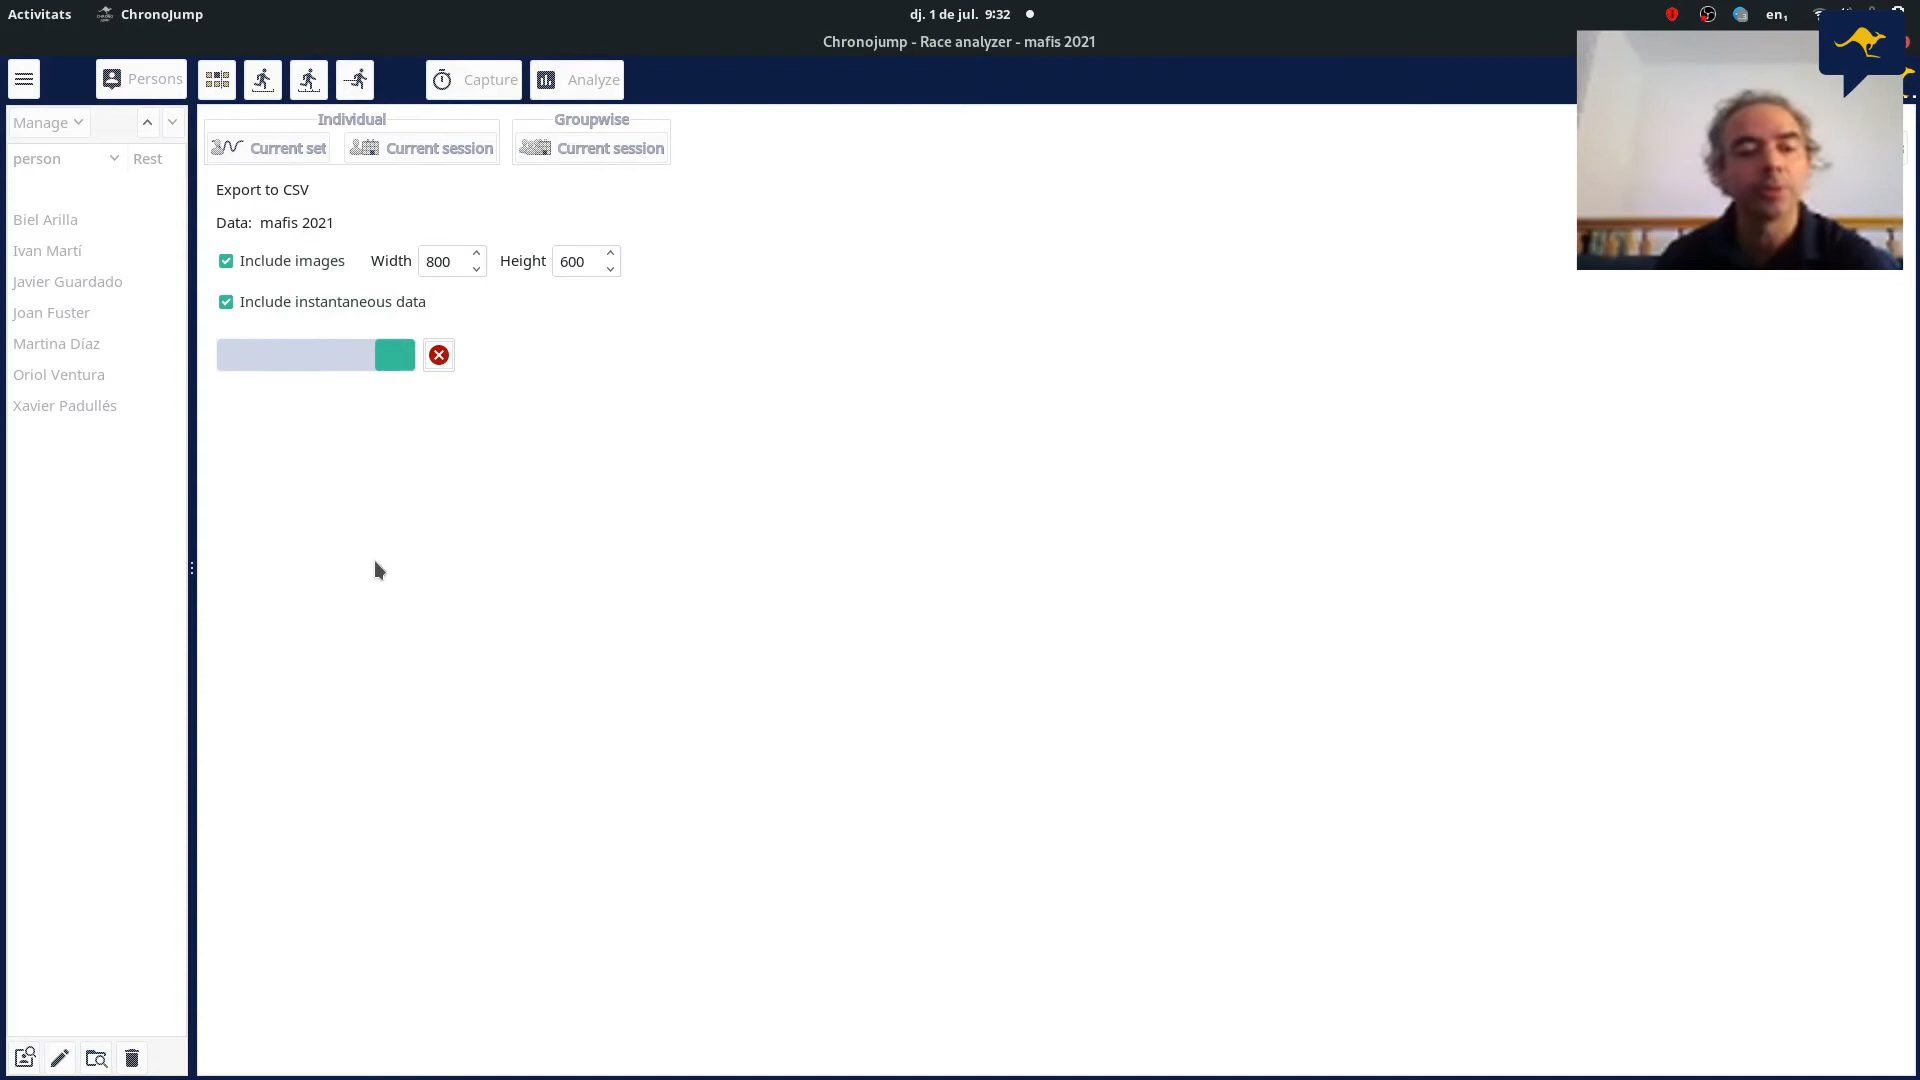 Activitats
ChronoJump
dj. 1 de jul. 9:32
en₁
Chronojump - Race analyzer - mafis 2021
Persons
Capture
Analyze
Manage
Individual
Groupwise
Current set
Current session
Current session
person
Rest
Export to CSV
Data: mafis 2021
Include images
Width
800
Height
600
Include instantaneous data
Biel Arilla
Ivan Martí
Javier Guardado
Joan Fuster
Martina Díaz
Oriol Ventura
Xavier Padullés